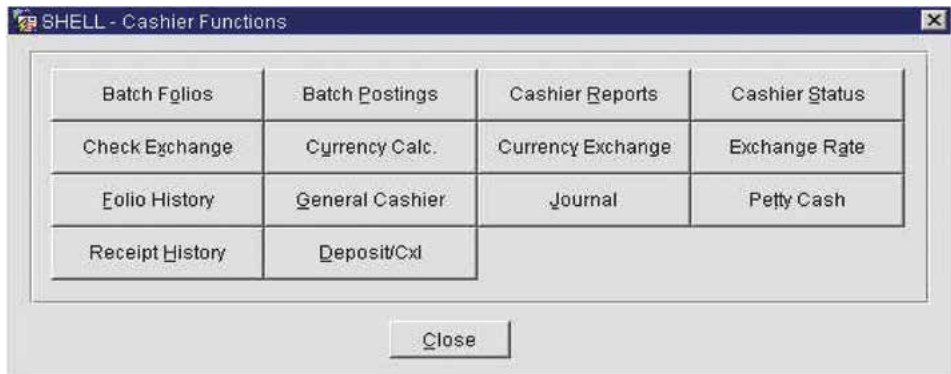 SHELL - Cashier Functions
Batch Folios Batch Postings Cashier Reports Cashier Status
Check Exchange Currency Calc. Currency Exchange Exchange Rate
Folio History General Cashier Journal Petty Cash
Receipt History Deposit/Cxl
Close